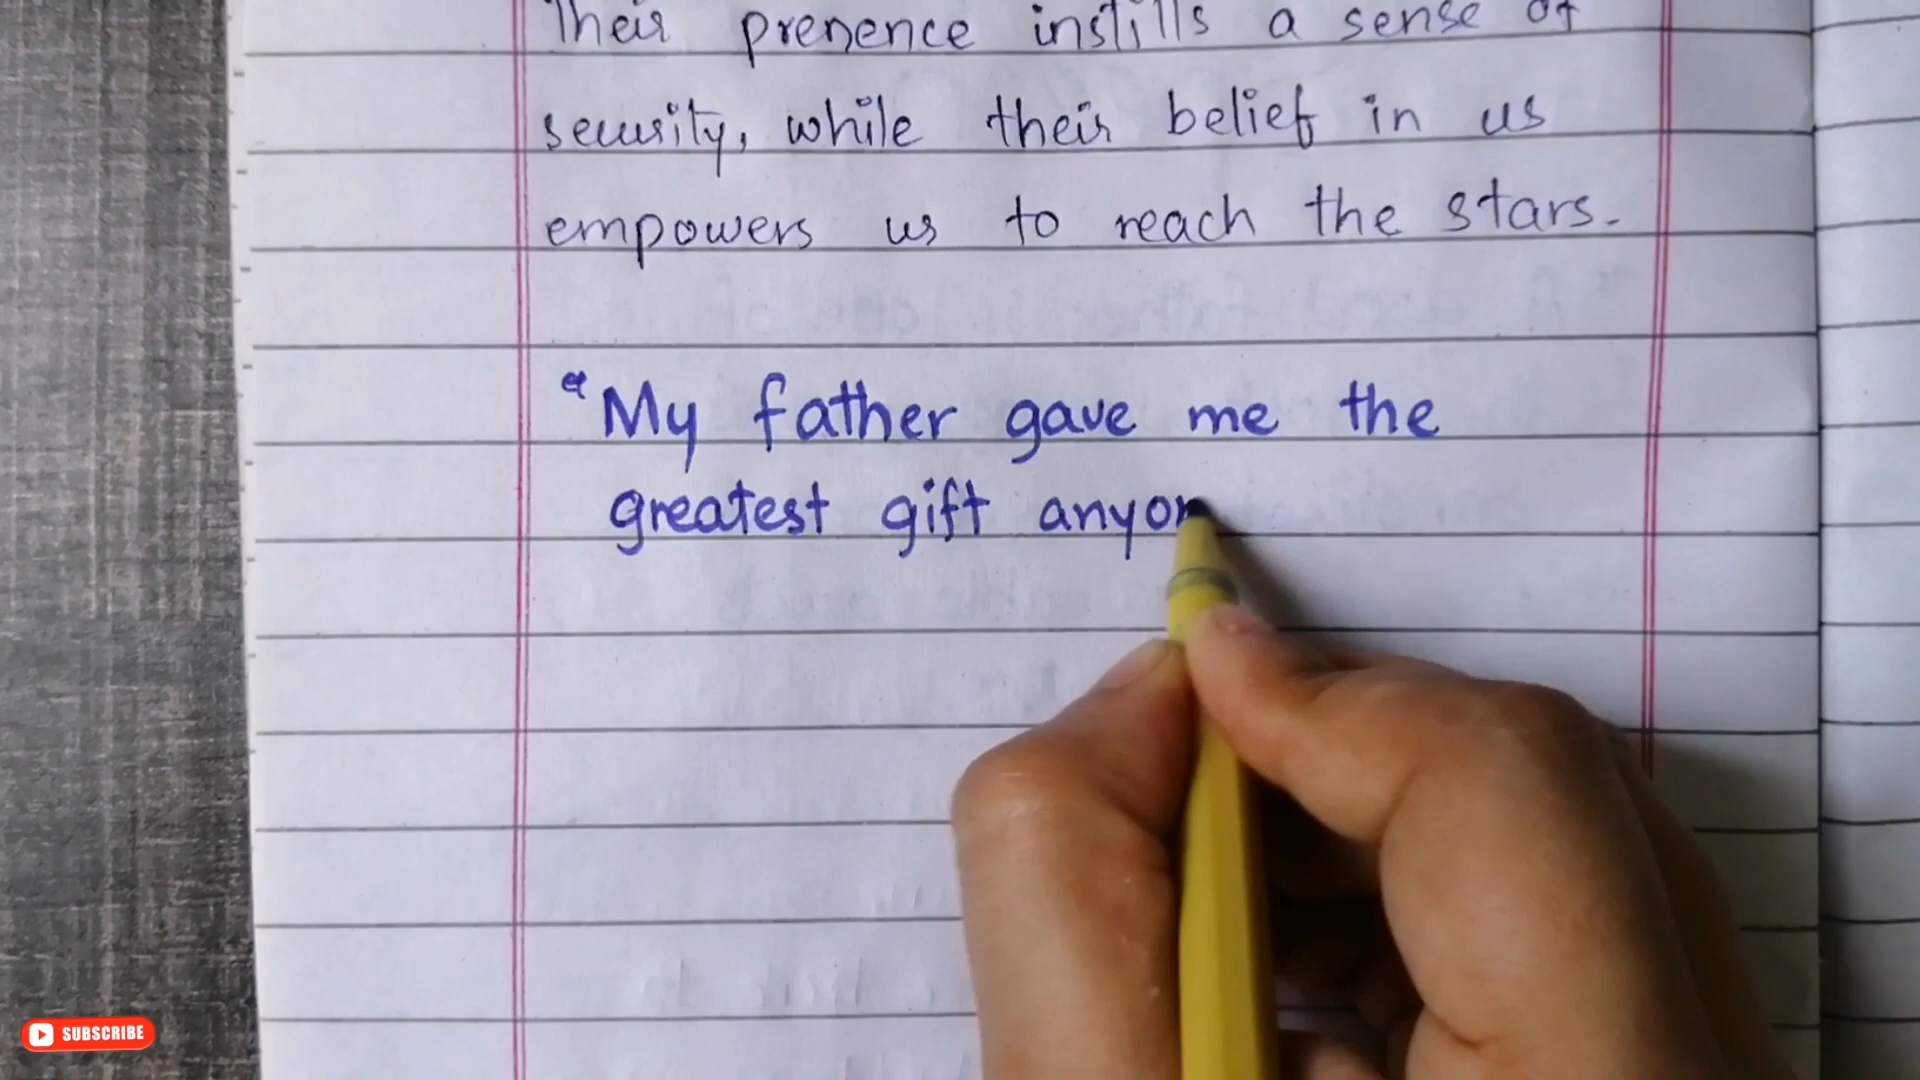 Their presence instills a sense of
security, while their belief in us
empowers us to reach the stars.
"My father gave me the
greatest gift anyon
SUBSCRIBE